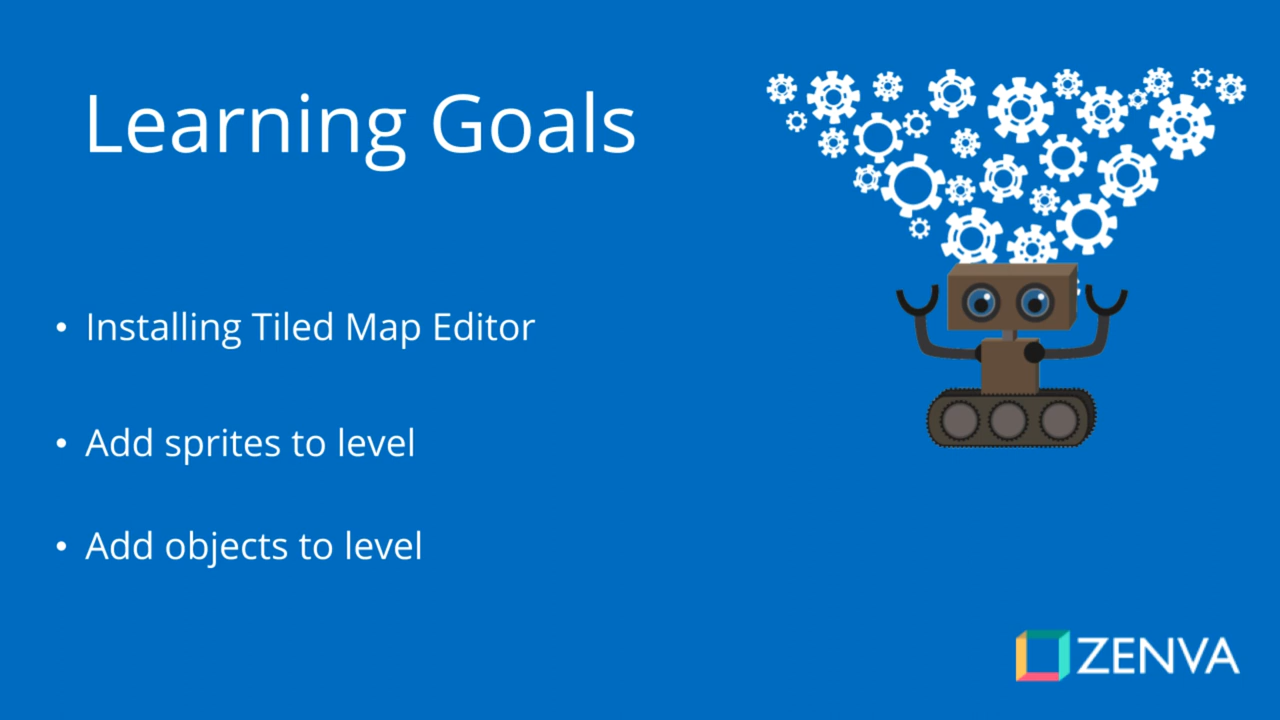 Learning Goals
• Installing Tiled Map Editor
• Add sprites to level
• Add objects to level
ZENVA